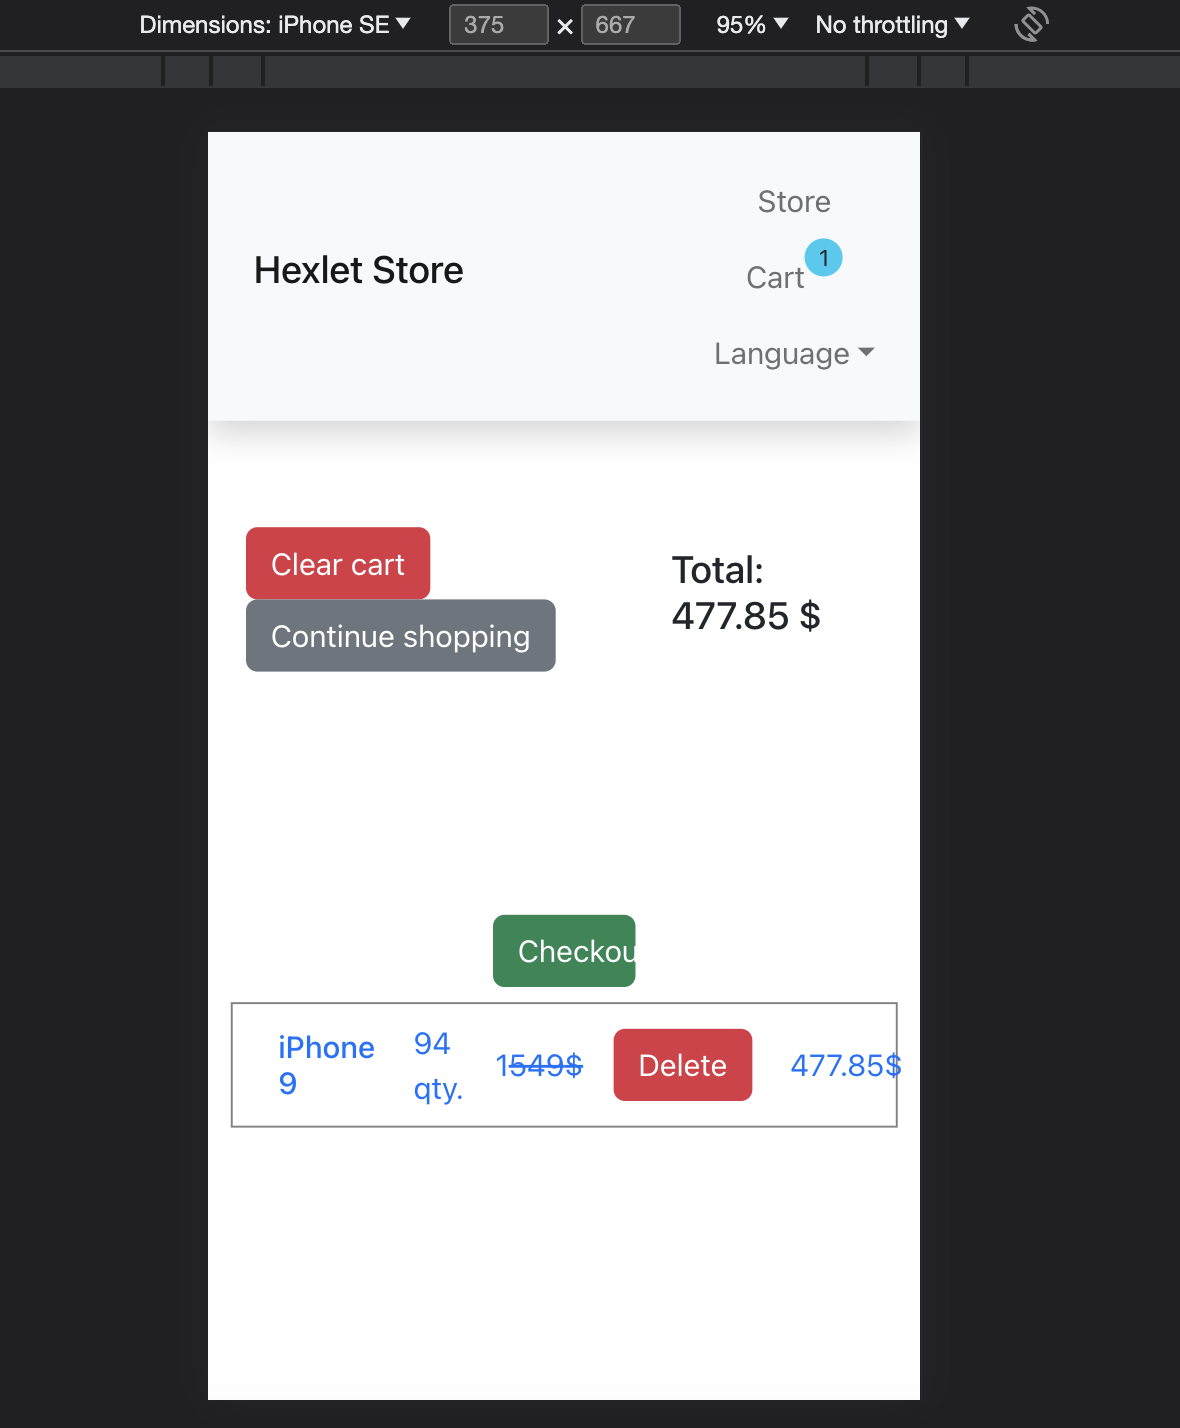 Dimensions: iPhone SE 375 × 667 95% No throttling
Store
Hexlet Store
Cart 1
Language
Clear cart
Continue shopping
Total:
477.85 $
Checkou
iPhone
9
94
qty.
1549$
Delete
477.85$